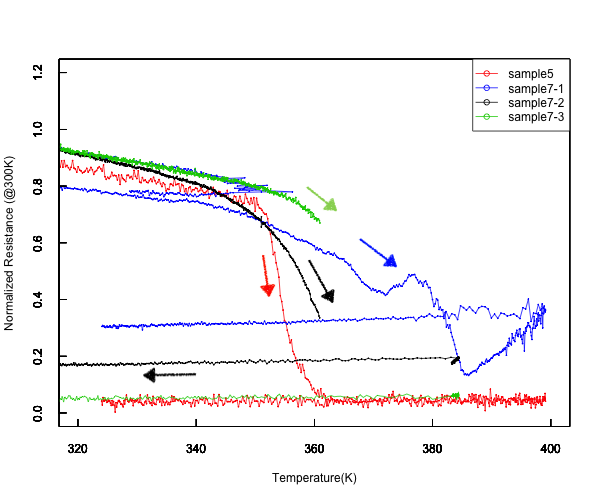 sample5
sample7-1
sample7-2
sample7-3
Normalized Resistance (@300K)
1.2
1.0
0.8
0.6
0.4
0.2
0.0
320 340 360 380 400
Temperature(K)